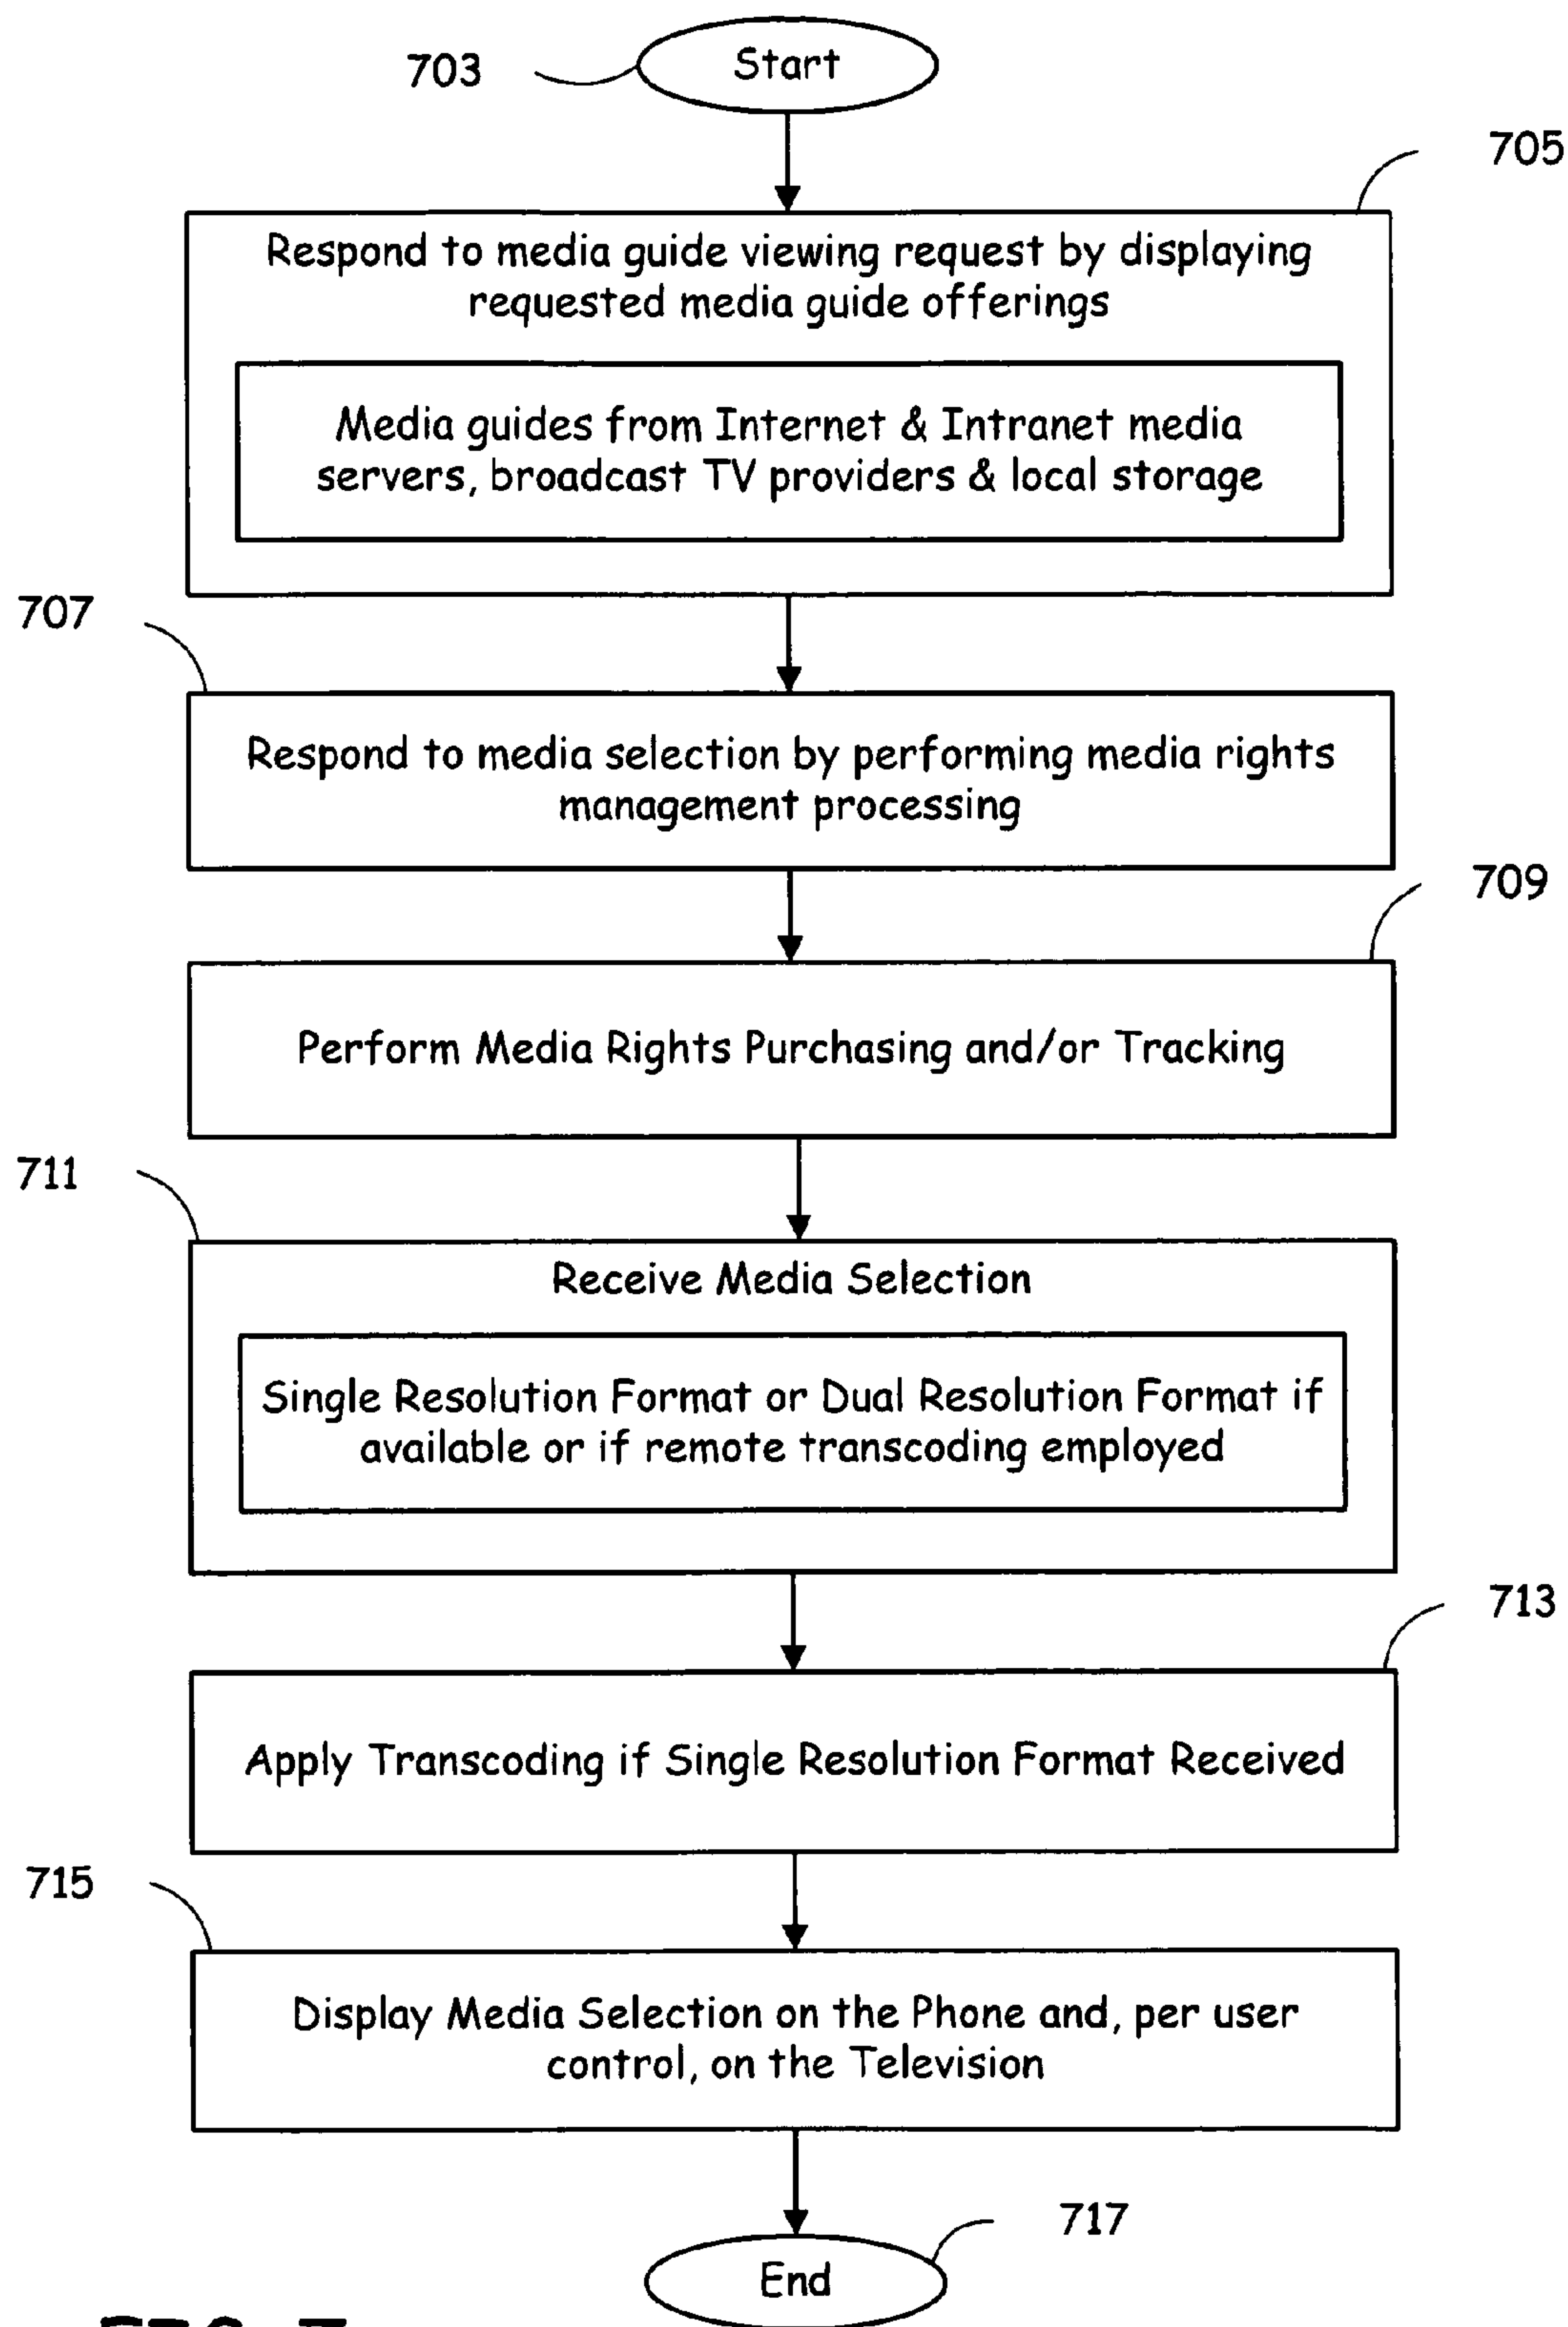 703
Start
705
Respond to media guide viewing request by displaying
requested media guide offerings
Media guides from Internet & Intranet media
servers, broadcast TV providers & local storage
707
Respond to media selection by performing media rights
management processing
709
Perform Media Rights Purchasing and/or Tracking
711
Receive Media Selection
Single Resolution Format or Dual Resolution Format if
available or if remote transcoding employed
713
Apply Transcoding if Single Resolution Format Received
715
Display Media Selection on the Phone and, per user
control, on the Television
717
End